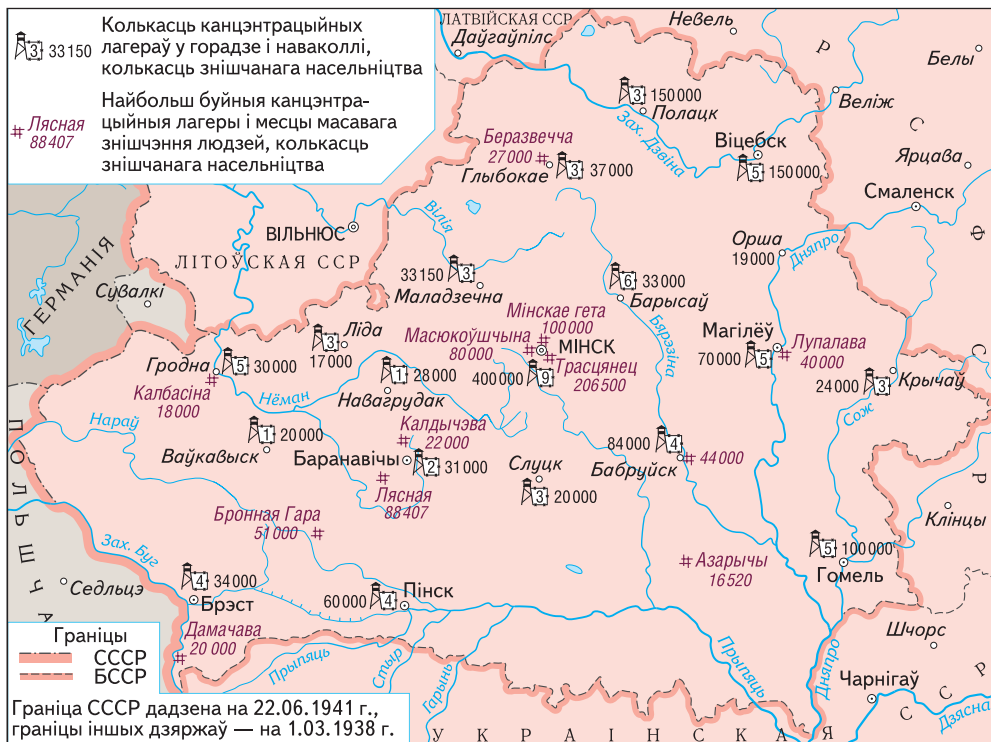 3 33 150
Колькасць канцэнтрацыйных
лагераў у горадзе і наваколлі,
колькасць знішчанага насельніцтва
Лясная
88 407
Найбольш буйныя канцэнтра-
цыйныя лагеры і месцы масавага
знішчэння людзей, колькасць
знішчанага насельніцтва
ЛАТВІЙСКАЯ ССР
Даўгаўпілс
Невель
Белы
Р С Ф С Р
Веліж
3 150 000
Полацк
Зах. Дзвіна
Беразвечча
27 000
Глыбокае
3 37 000
Віцебск
5 150 000
Ярцава
Смаленск
ВІЛЬНЮС
ЛІТОЎСКАЯ ССР
Вілія
Орша
19 000
Дняпро
ГЕРМАНІЯ
Сувалкі
33 150 3
Маладзечна
6 33 000
Барысаў
Бярэзіна
Мінскае гета
100 000
Масюкоўшчына
80 000
МІНСК
Трасцянец
206 500
400 000 9
Ліда
3
17 000
Магілёў
70 000 5
Лупалава
40 000
Гродна
5 30 000
Калбасіна
18 000
1 28 000
Навагрудак
Нёман
24 000 3
Крычаў
Сож
Нараў
1 20 000
Ваўкавыск
Калдычэва
22 000
Баранавічы
2 31 000
Лясная
88 407
Слуцк
3 20 000
84 000 4
Бабруйск
44 000
ПОЛЬШЧА
Бронная Гара
51 000
Клінцы
Зах. Буг
Седльцэ
Азарычы
16 520
5 100 000
Гомель
4 34 000
Брэст
60 000 4
Пінск
Дамачава
20 000
Шчорс
Прыпяць
Стыр
Гарынь
Прыпяць
Дняпро
Чарнігаў
Дзясна
УКРАІНСКАЯ ССР
Граніцы
СССР
БССР
Граніца СССР дадзена на 22.06.1941 г.,
граніцы іншых дзяржаў — на 1.03.1938 г.